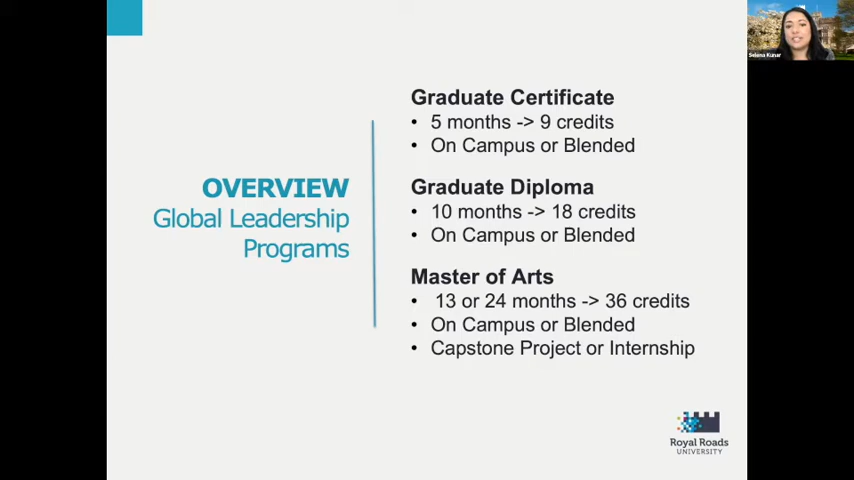 Selena Kunar
OVERVIEW
Global Leadership
Programs
Graduate Certificate
• 5 months -> 9 credits
• On Campus or Blended
Graduate Diploma
• 10 months -> 18 credits
• On Campus or Blended
Master of Arts
• 13 or 24 months -> 36 credits
• On Campus or Blended
• Capstone Project or Internship
Royal Roads
UNIVERSITY